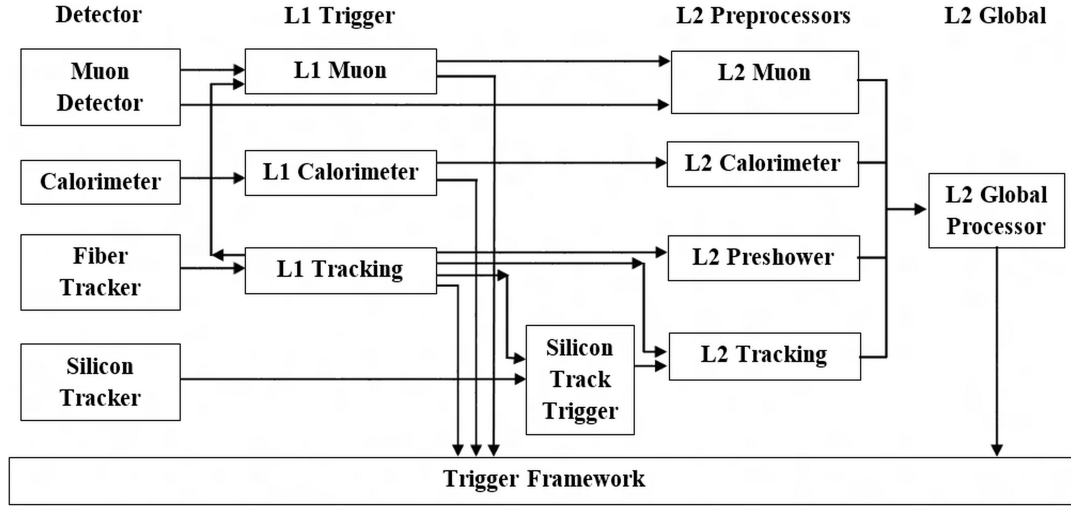 Detector
L1 Trigger
L2 Preprocessors
L2 Global
Muon
Detector
L1 Muon
L2 Muon
Calorimeter
L1 Calorimeter
L2 Calorimeter
L2 Global
Processor
Fiber
Tracker
L1 Tracking
L2 Preshower
Silicon
Tracker
Silicon
Track
Trigger
L2 Tracking
Trigger Framework